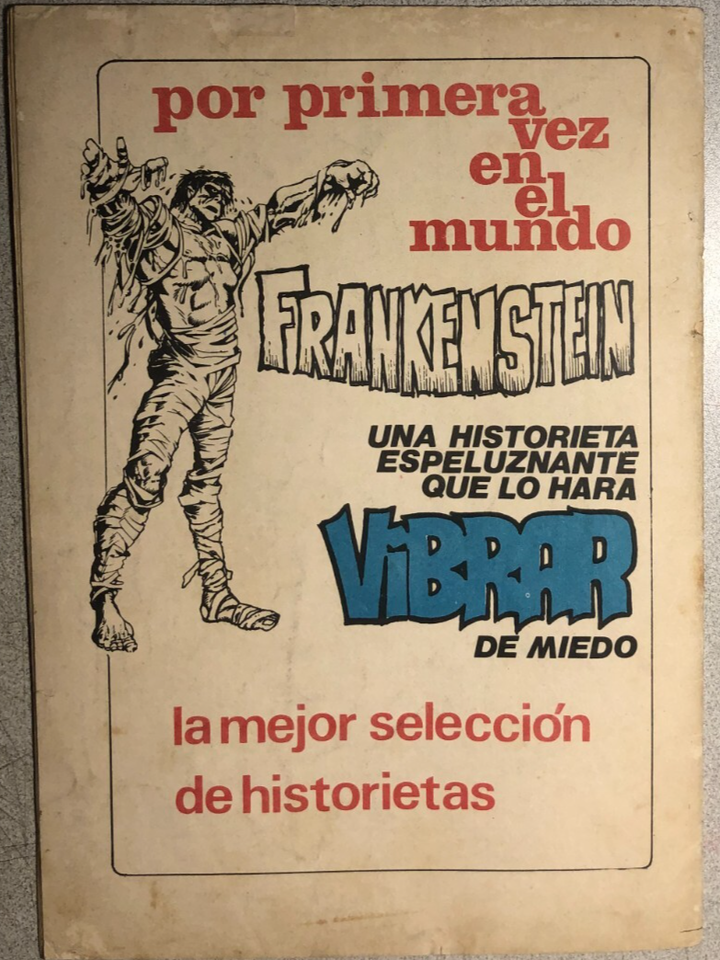 por primera
vez
en
el
mundo
FRANKENSTEIN
UNA HISTORIETA
ESPELUZNANTE
QUE LO HARA
ViBRAR
DE MIEDO
la mejor selección
de historietas